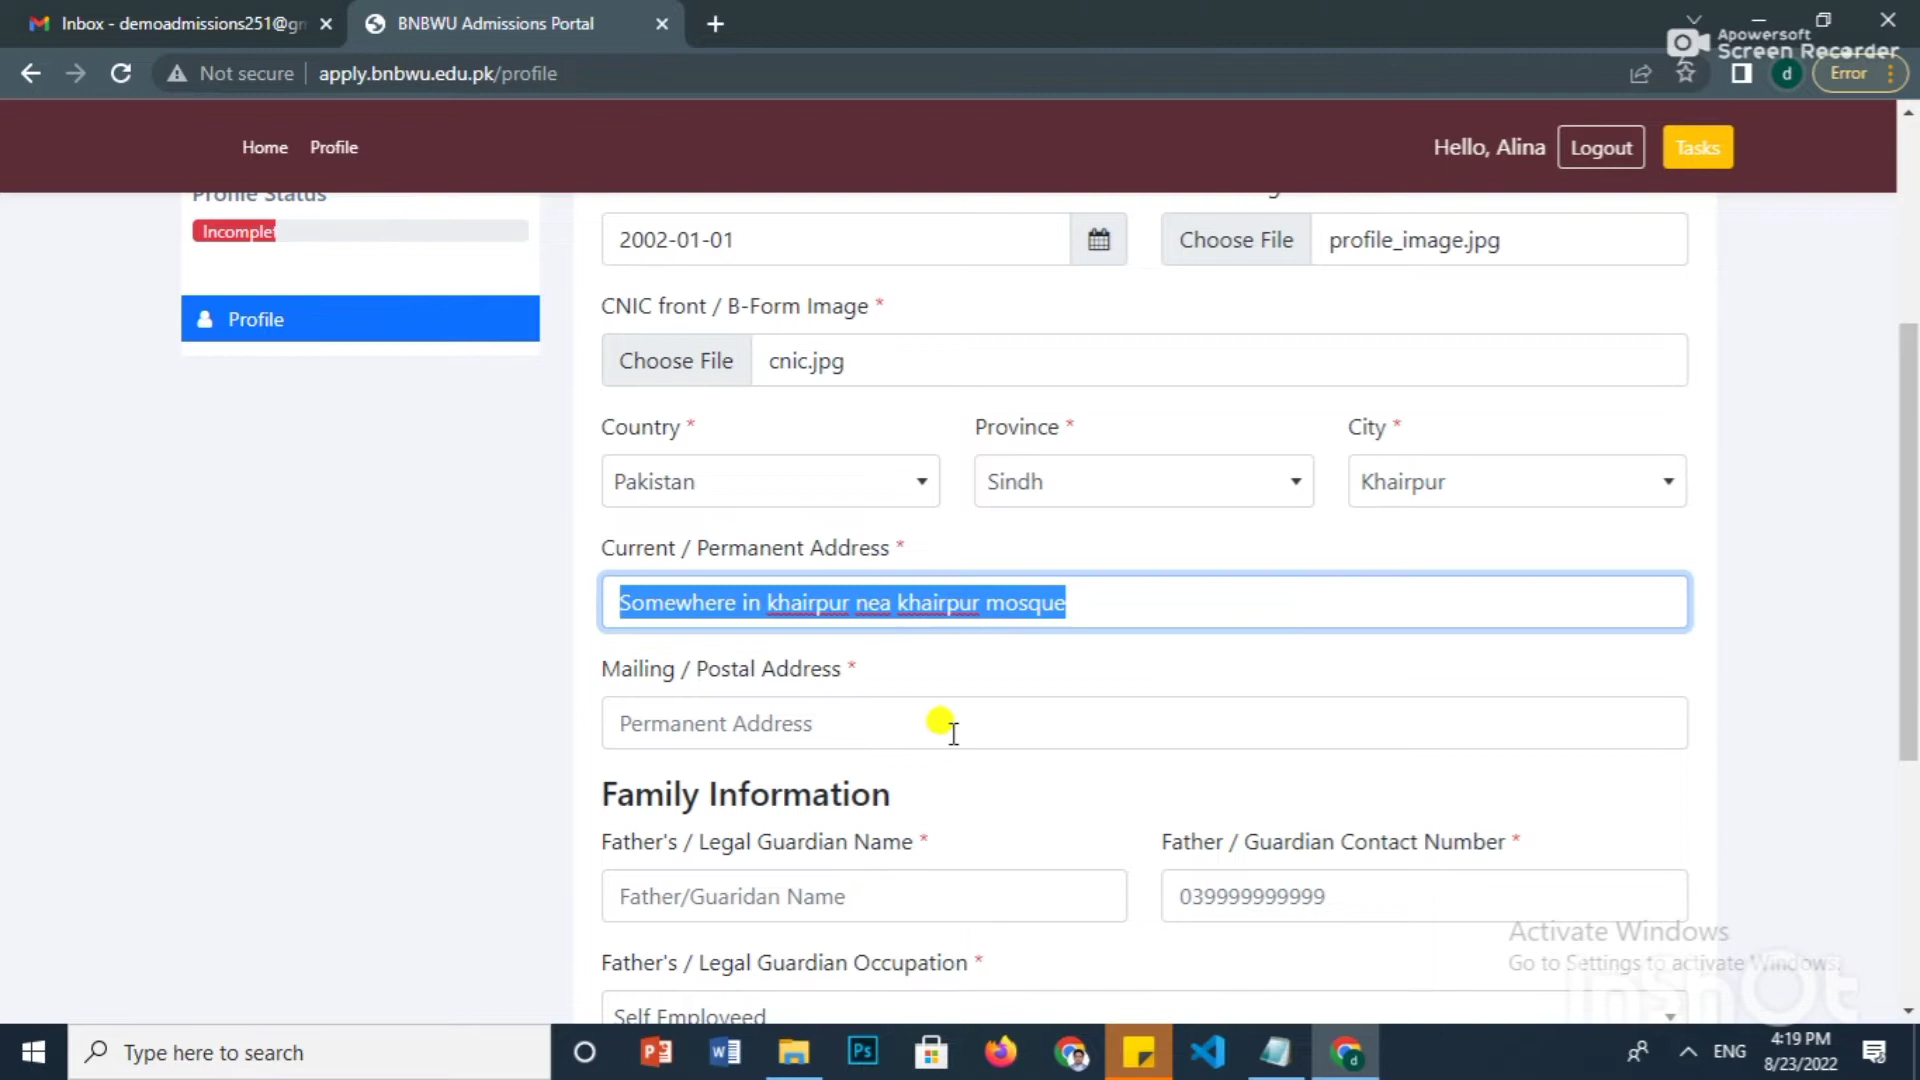 Inbox - demoadmissions251@gm
BNBWU Admissions Portal
Apowersoft
Screen Recorder
Not secure
apply.bnbwu.edu.pk/profile
d
Error
Home
Profile
Hello, Alina
Logout
Tasks
Profile Status
Incomplet
2002-01-01
Choose File
profile_image.jpg
Profile
CNIC front / B-Form Image *
Choose File
cnic.jpg
Country *
Province *
City *
Pakistan
Sindh
Khairpur
Current / Permanent Address *
Somewhere in khairpur nea khairpur mosque
Mailing / Postal Address *
Permanent Address
Family Information
Father's / Legal Guardian Name *
Father / Guardian Contact Number *
Father/Guaridan Name
039999999999
Activate Windows
Go to Settings to activate Windows.
Father's / Legal Guardian Occupation *
InShOt
Self Employeed
Type here to search
ENG
4:19 PM
8/23/2022